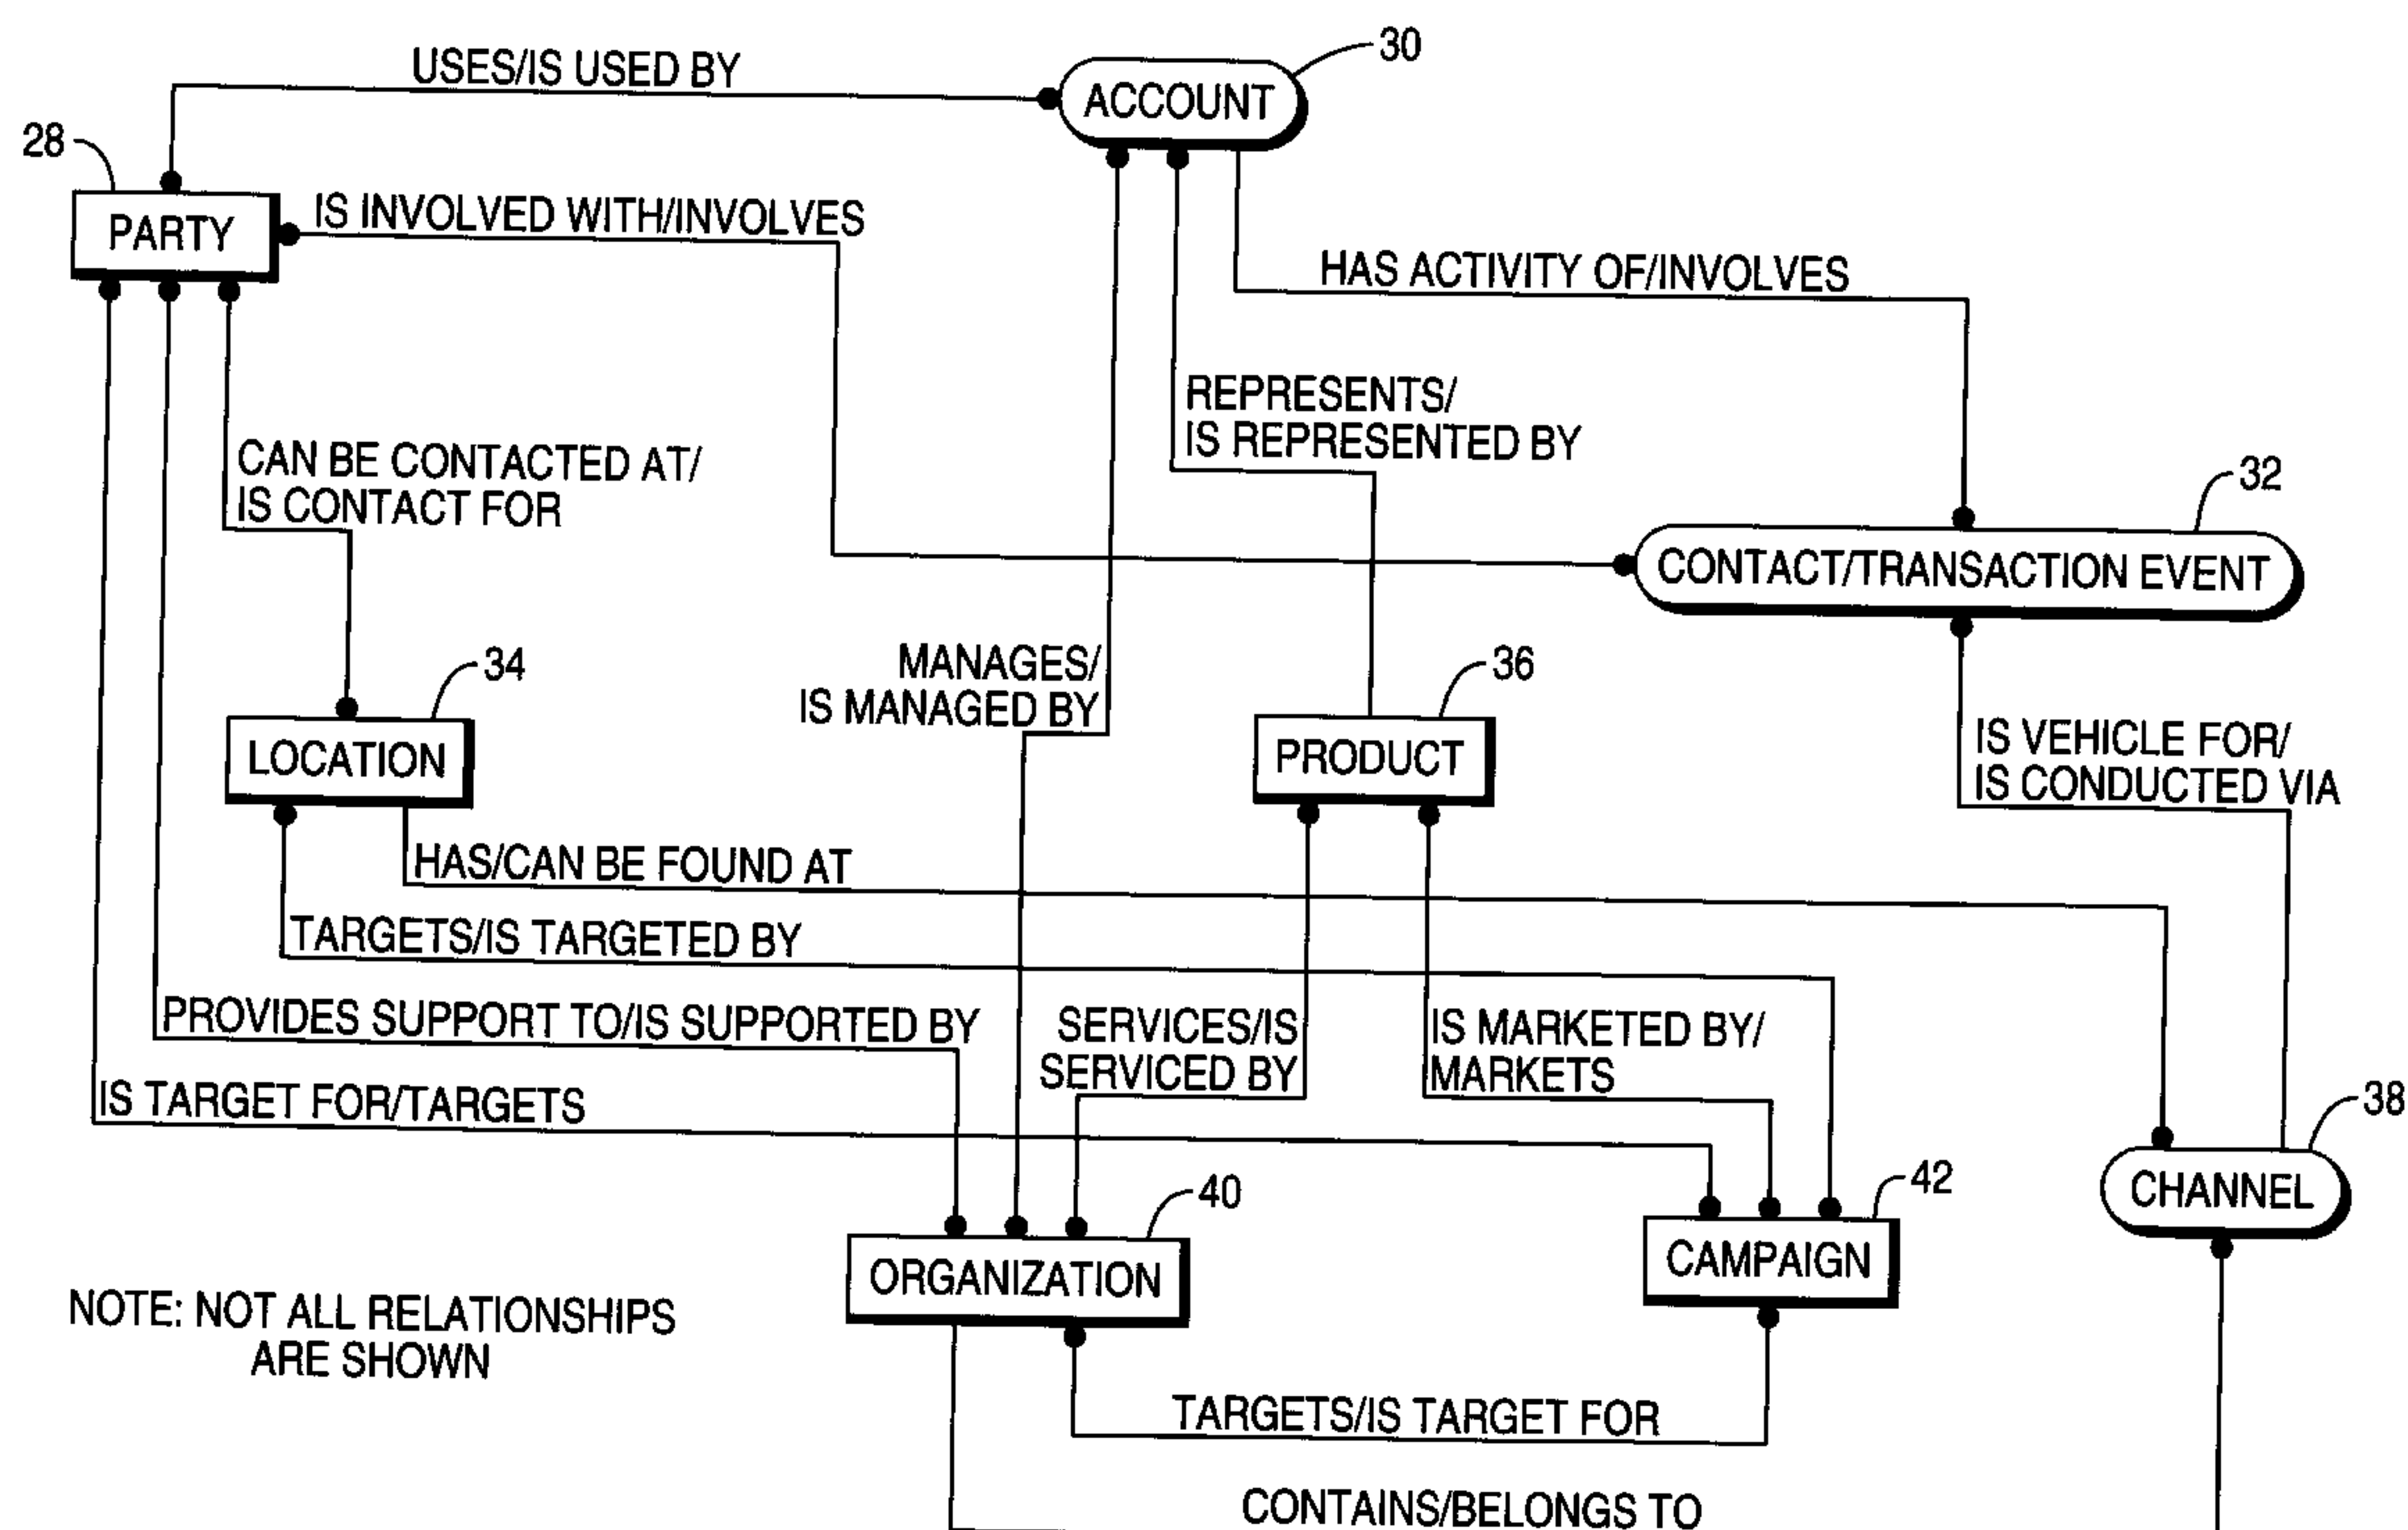 30
USES/IS USED BY
ACCOUNT
28
PARTY
IS INVOLVED WITH/INVOLVES
HAS ACTIVITY OF/INVOLVES
REPRESENTS/
IS REPRESENTED BY
CAN BE CONTACTED AT/
IS CONTACT FOR
32
CONTACT/TRANSACTION EVENT
MANAGES/
IS MANAGED BY
34
LOCATION
36
PRODUCT
IS VEHICLE FOR/
IS CONDUCTED VIA
HAS/CAN BE FOUND AT
TARGETS/IS TARGETED BY
PROVIDES SUPPORT TO/IS SUPPORTED BY
SERVICES/IS
SERVICED BY
IS MARKETED BY/
MARKETS
IS TARGET FOR/TARGETS
38
CHANNEL
40
ORGANIZATION
42
CAMPAIGN
NOTE: NOT ALL RELATIONSHIPS
ARE SHOWN
TARGETS/IS TARGET FOR
CONTAINS/BELONGS TO